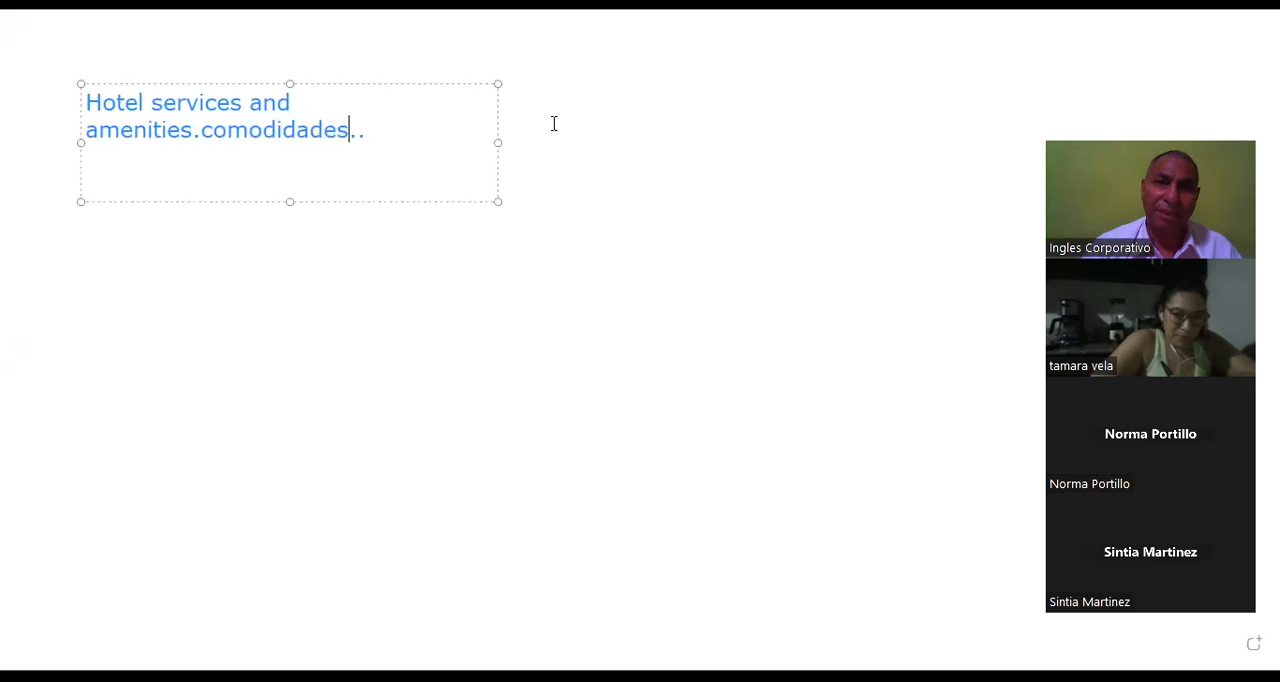 Hotel services and
amenities.comodidades..
Ingles Corporativo
tamara vela
Norma Portillo
Norma Portillo
Sintia Martinez
Sintia Martinez